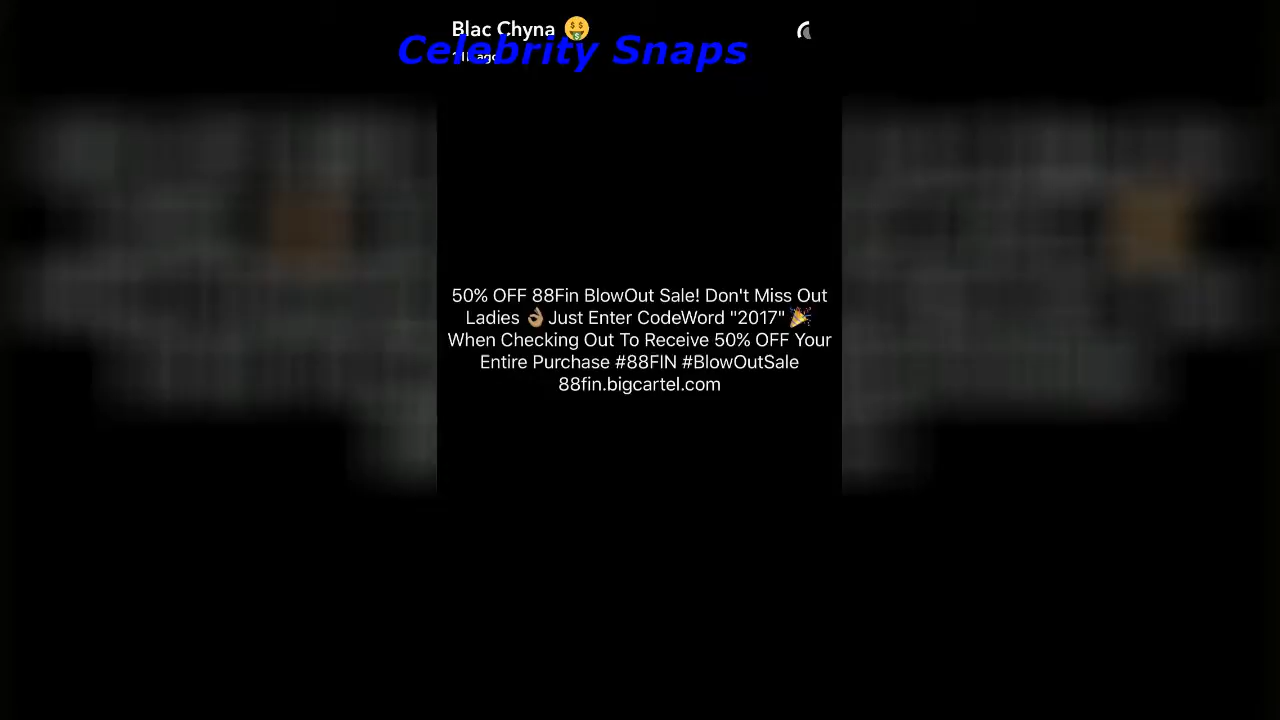 Blac Chyna 🤑
Celebrity Snaps
ago
50% OFF 88Fin BlowOut Sale! Don't Miss Out
Ladies 👌🏽Just Enter CodeWord "2017" 🎉
When Checking Out To Receive 50% OFF Your
Entire Purchase #88FIN #BlowOutSale
88fin.bigcartel.com